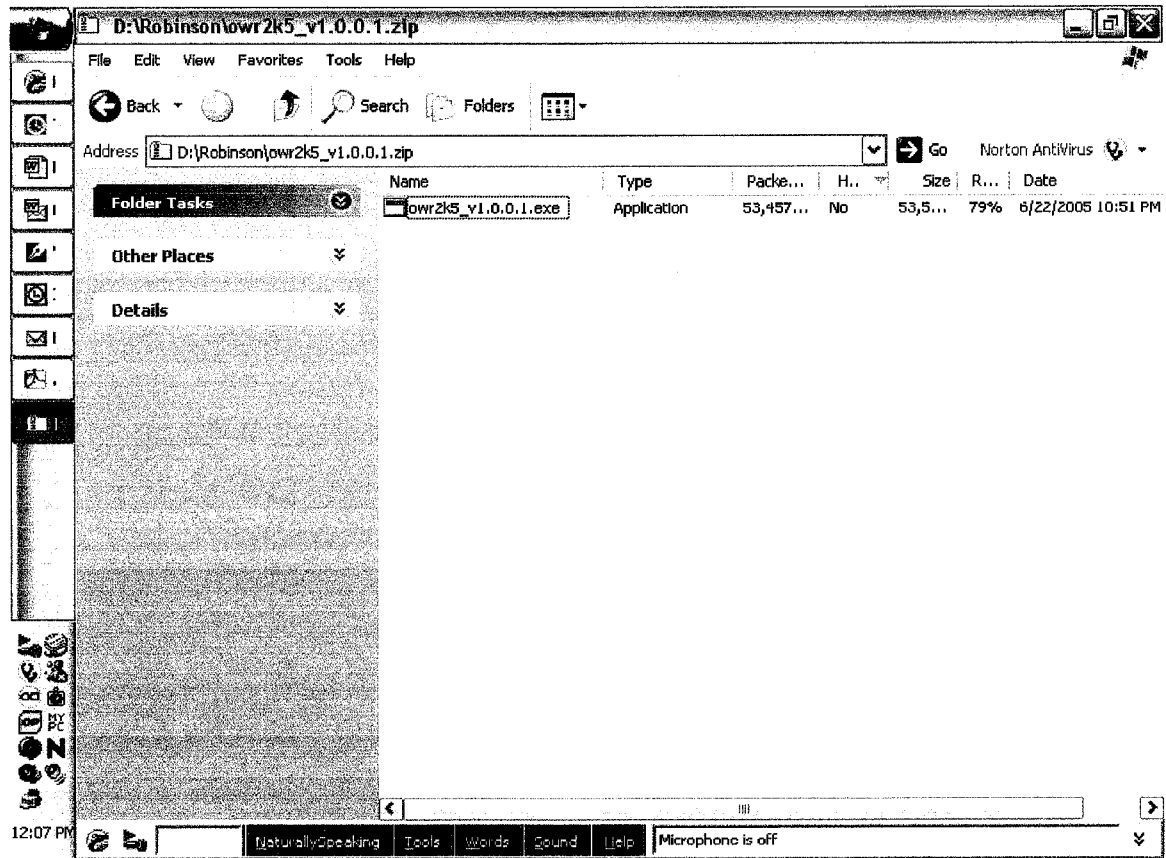 D:\Robinson\owr2k5_v1.0.0.1.zip
File Edit View Favorites Tools Help
Back Search Folders
Address D:\Robinson\owr2k5_v1.0.0.1.zip Go Norton AntiVirus
Name Type Packe... H.. Size R... Date
Folder Tasks
owr2k5_v1.0.0.1.exe Application 53,457... No 53,5... 79% 6/22/2005 10:51 PM
Other Places
Details
MY PC
N
12:07 PM
NaturallySpeaking Tools Words Sound Help Microphone is off